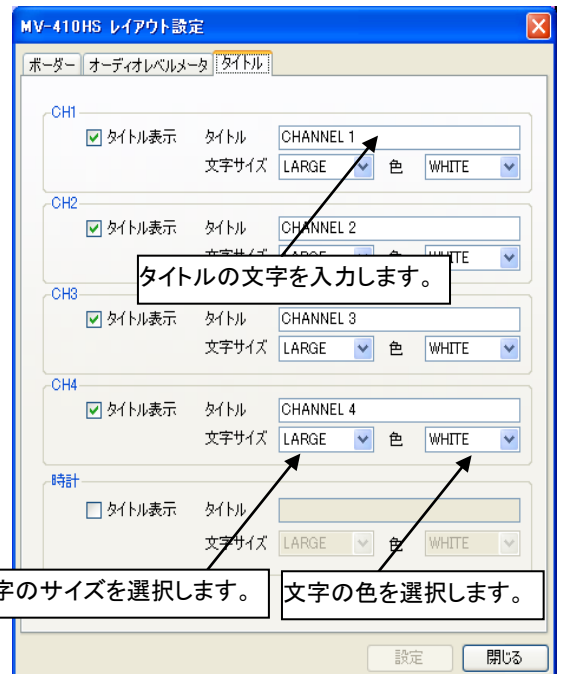 MV-410HS レイアウト設定
ボーダー オーディオレベルメータ タイトル
CH1
タイトル表示 タイトル CHANNEL 1
文字サイズ LARGE 色 WHITE
CH2
タイトル表示 タイトル CHANNEL 2
タイトルの文字を入力します。
CH3
タイトル表示 タイトル CHANNEL 3
文字サイズ LARGE 色 WHITE
CH4
タイトル表示 タイトル CHANNEL 4
文字サイズ LARGE 色 WHITE
時計
タイトル表示 タイトル
文字サイズ LARGE 色 WHITE
字のサイズを選択します。 文字の色を選択します。
設定 閉じる